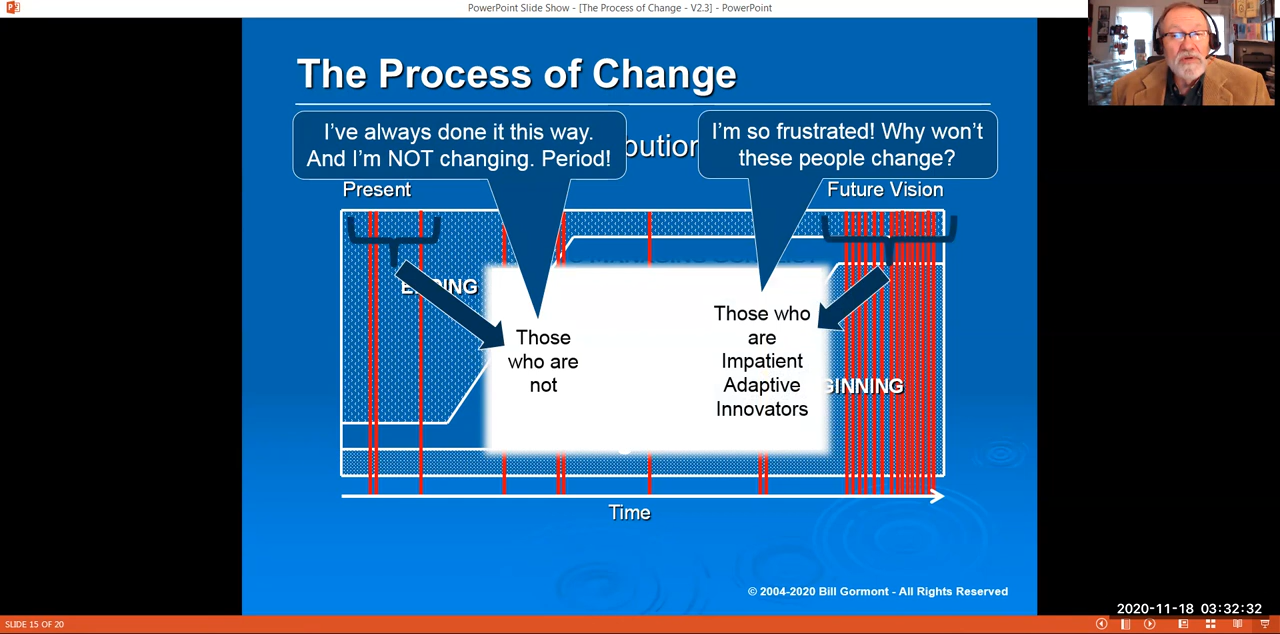 PowerPoint Slide Show - [The Process of Change - V2.3] - PowerPoint
The Process of Change
I've always done it this way.
And I'm NOT changing. Period!
I'm so frustrated! Why won't
these people change?
Present
Future Vision
Those
who are
not
Those who
are
Impatient
Adaptive
Innovators
Time
© 2004-2020 Bill Gormont - All Rights Reserved
2020-11-18 03:32:32
SLIDE 15 OF 20